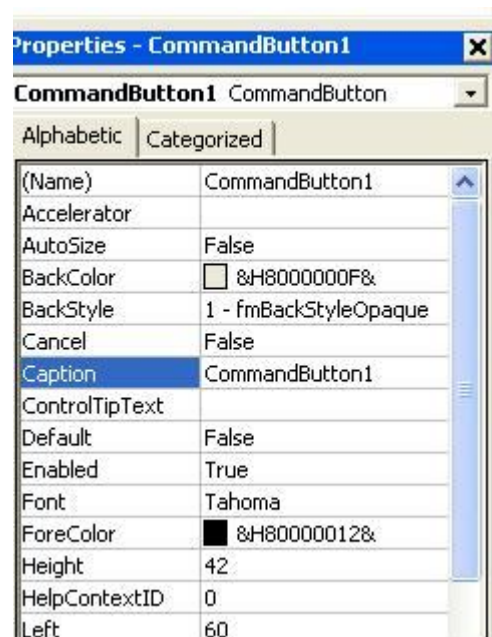 Properties - CommandButton1
CommandButton1 CommandButton
Alphabetic Categorized
(Name) CommandButton1
Accelerator
AutoSize False
BackColor &H8000000F&
BackStyle 1 - fmBackStyleOpaque
Cancel False
Caption CommandButton1
ControlTipText
Default False
Enabled True
Font Tahoma
ForeColor &H80000012&
Height 42
HelpContextID 0
Left 60